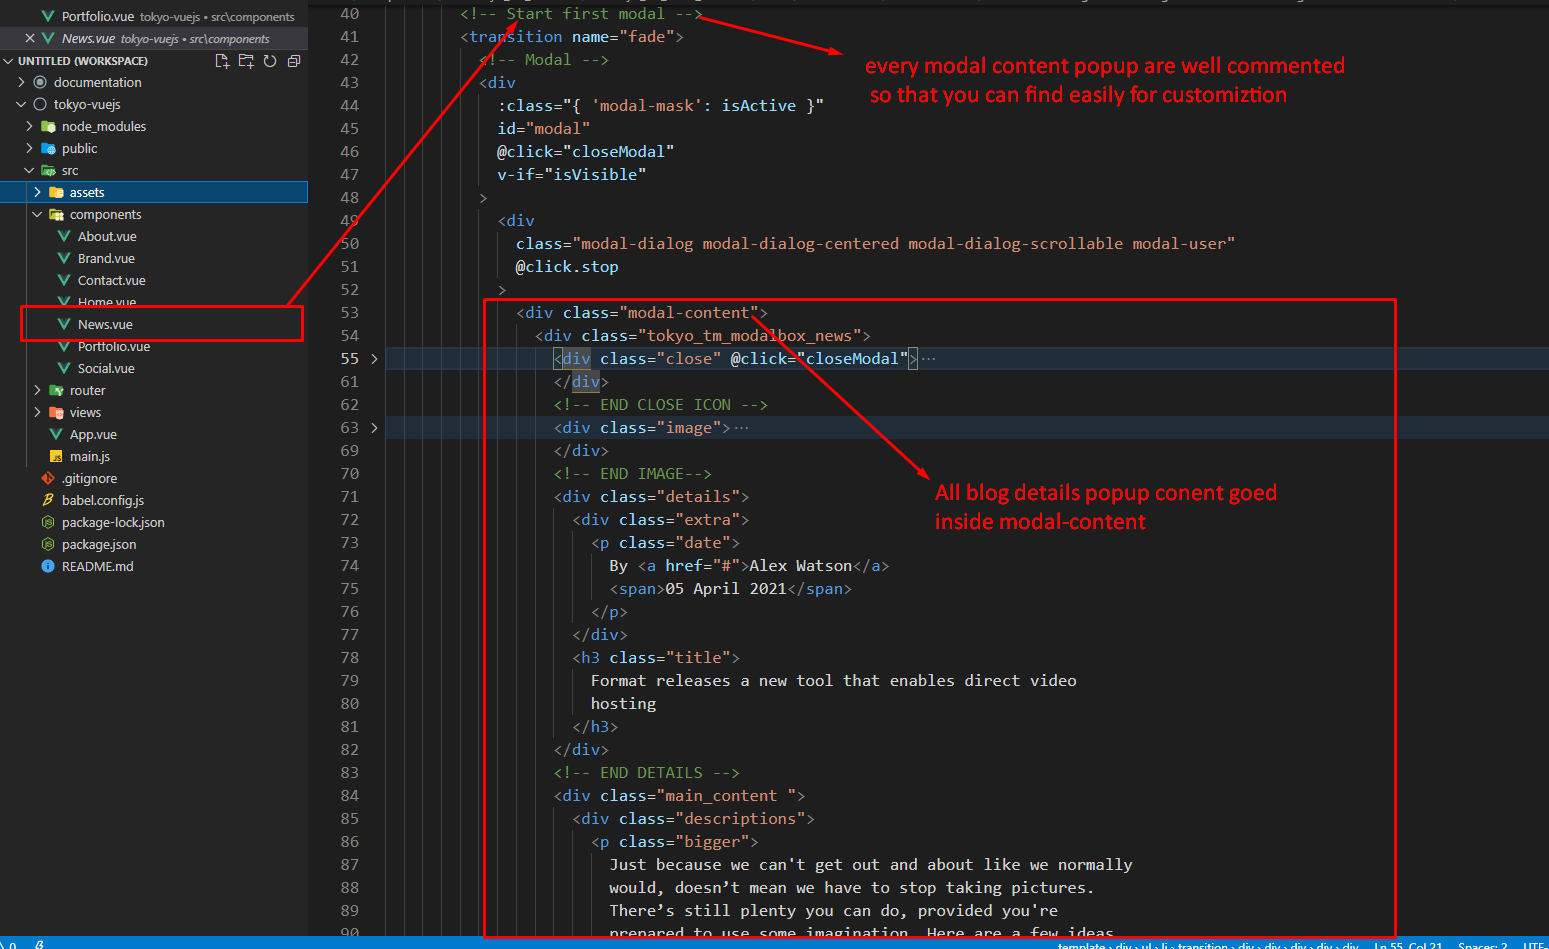 Portfolio.vue tokyo-vuejs • src\components
News.vue tokyo-vuejs • src\components
UNTITLED (WORKSPACE)
documentation
tokyo-vuejs
node_modules
public
src
assets
components
About.vue
Brand.vue
Contact.vue
Home.vue
News.vue
Portfolio.vue
Social.vue
router
views
App.vue
main.js
.gitignore
babel.config.js
package-lock.json
package.json
README.md
40 <!-- Start first modal -->
41 <transition name="fade">
42 <!-- Modal -->
43 <div
44 :class="{ 'modal-mask': isActive }"
45 id="modal"
46 @click="closeModal"
47 v-if="isVisible"
48 >
49 <div
50 class="modal-dialog modal-dialog-centered modal-dialog-scrollable modal-user"
51 @click.stop
52 >
53 <div class="modal-content">
54 <div class="tokyo_tm_modalbox_news">
55 <div class="close" @click="closeModal">···
61 </div>
62 <!-- END CLOSE ICON -->
63 <div class="image">···
69 </div>
70 <!-- END IMAGE-->
71 <div class="details">
72 <div class="extra">
73 <p class="date">
74 By <a href="#">Alex Watson</a>
75 <span>05 April 2021</span>
76 </p>
77 </div>
78 <h3 class="title">
79 Format releases a new tool that enables direct video
80 hosting
81 </h3>
82 </div>
83 <!-- END DETAILS -->
84 <div class="main_content ">
85 <div class="descriptions">
86 <p class="bigger">
87 Just because we can't get out and about like we normally
88 would, doesn’t mean we have to stop taking pictures.
89 There’s still plenty you can do, provided you're
90 prepared to use some imagination. Here are a few ideas
every modal content popup are well commented
so that you can find easily for customiztion
All blog details popup conent goed
inside modal-content
0
template › div › ul › li › transition › div › div › div › div › div Ln 55, Col 21 Spaces: 2 UTF